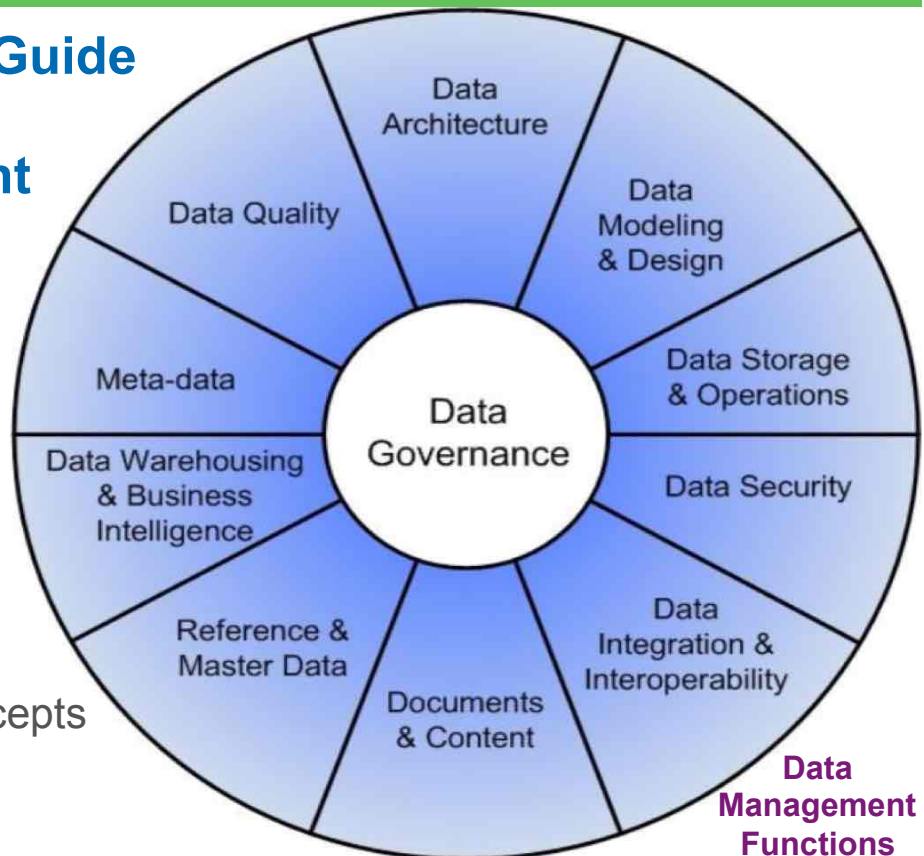 Guide
nt
Data
Architecture
Data
Modeling
& Design
Data Storage
& Operations
Data Security
Data
Integration &
Interoperability
Documents
& Content
Reference &
Master Data
Data Warehousing
& Business
Intelligence
Meta-data
Data Quality
Data
Governance
cepts
Data
Management
Functions